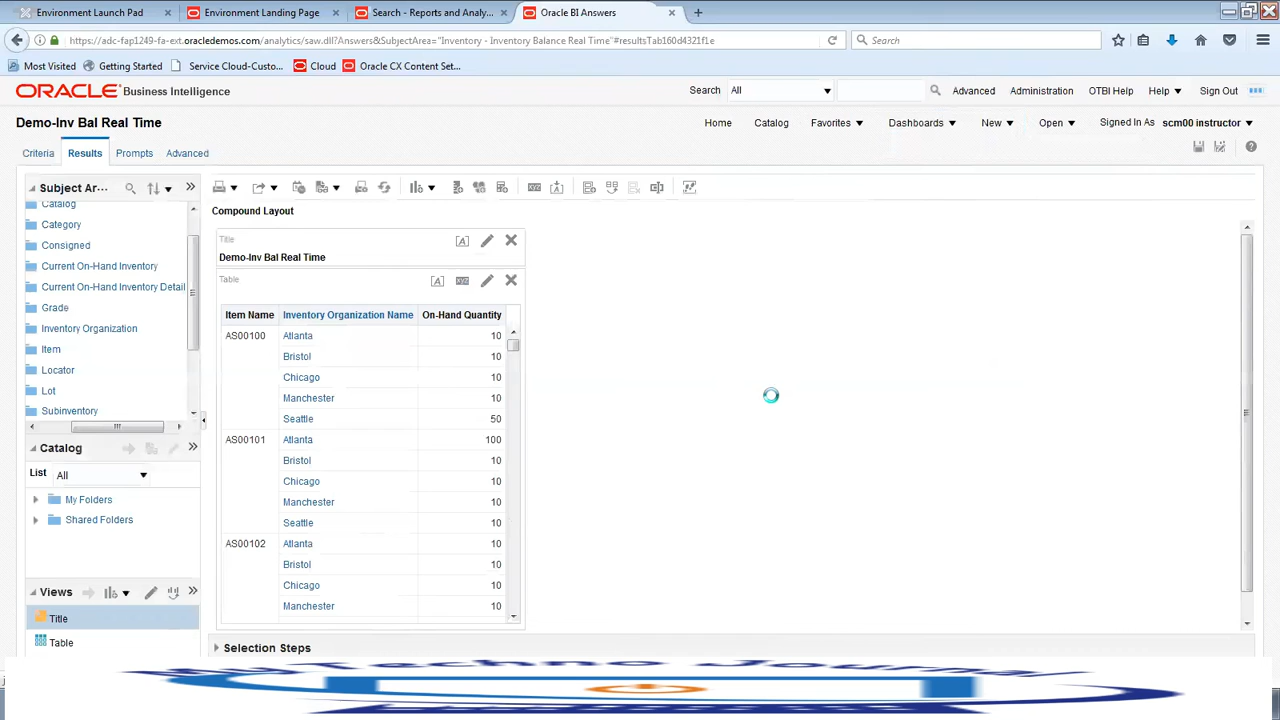 Environment Launch Pad
Environment Landing Page
Search - Reports and Analy...
Oracle BI Answers
https://adc-fap1249-fa-ext.oracledemos.com/analytics/saw.dll?Answers&SubjectArea="Inventory - Inventory Balance Real Time"#resultsTab160d4321f1e
Search
Most Visited
Getting Started
Service Cloud-Custo...
Cloud
Oracle CX Content Set...
ORACLE Business Intelligence
Search
All
Advanced
Administration
OTBI Help
Help
Sign Out
Demo-Inv Bal Real Time
Home
Catalog
Favorites
Dashboards
New
Open
Signed In As scm00 instructor
Criteria
Results
Prompts
Advanced
Subject Ar...
Catalog
Category
Consigned
Current On-Hand Inventory
Current On-Hand Inventory Detail
Grade
Inventory Organization
Item
Locator
Lot
Subinventory
Catalog
List
All
My Folders
Shared Folders
Views
Title
Table
Compound Layout
Title
Demo-Inv Bal Real Time
Table
Item Name Inventory Organization Name On-Hand Quantity
AS00100 Atlanta 10
Bristol 10
Chicago 10
Manchester 10
Seattle 50
AS00101 Atlanta 100
Bristol 10
Chicago 10
Manchester 10
Seattle 10
AS00102 Atlanta 10
Bristol 10
Chicago 10
Manchester 10
Selection Steps
Techno Journal